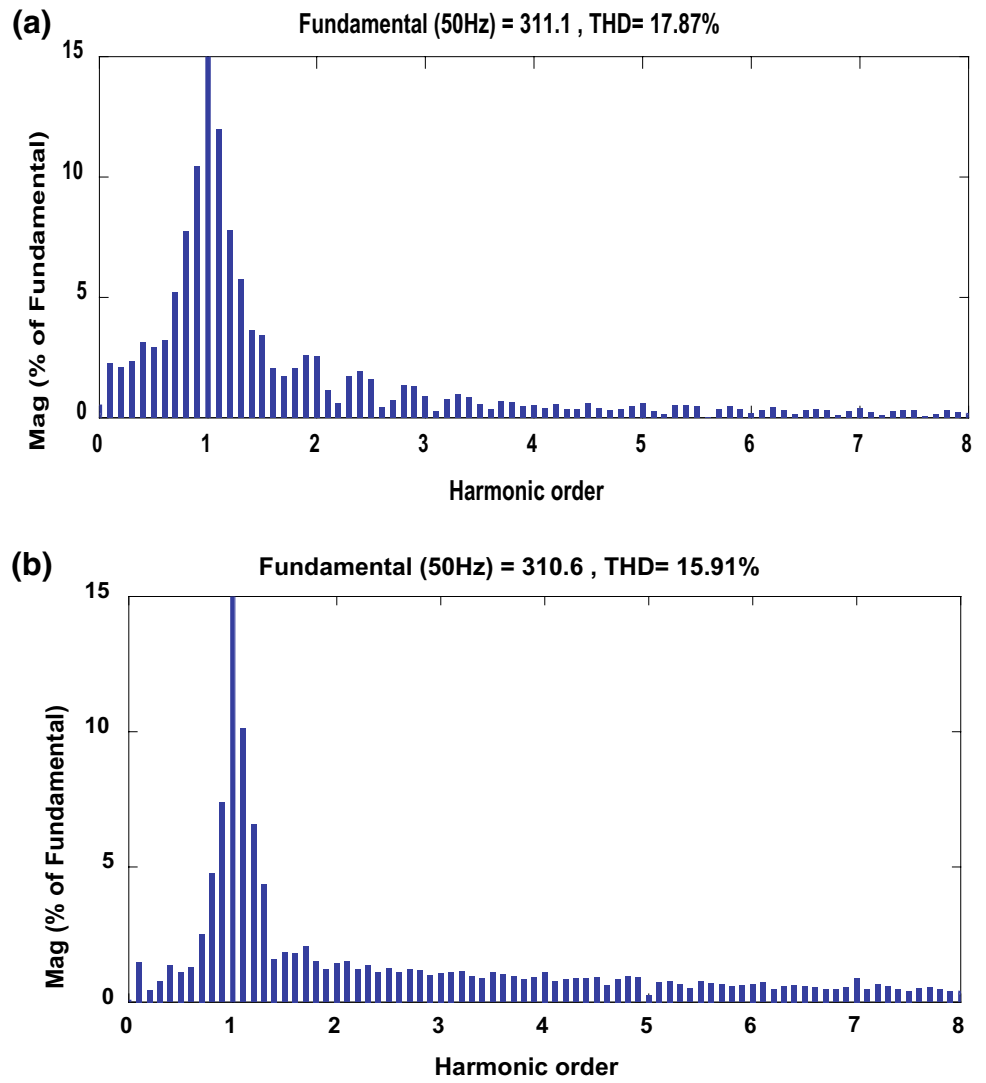 (a)
Fundamental (50Hz) = 311.1 , THD= 17.87%
Mag (% of Fundamental)
15
10
5
0
0 1 2 3 4 5 6 7 8
Harmonic order
(b)
Fundamental (50Hz) = 310.6 , THD= 15.91%
Mag (% of Fundamental)
15
10
5
0
0 1 2 3 4 5 6 7 8
Harmonic order